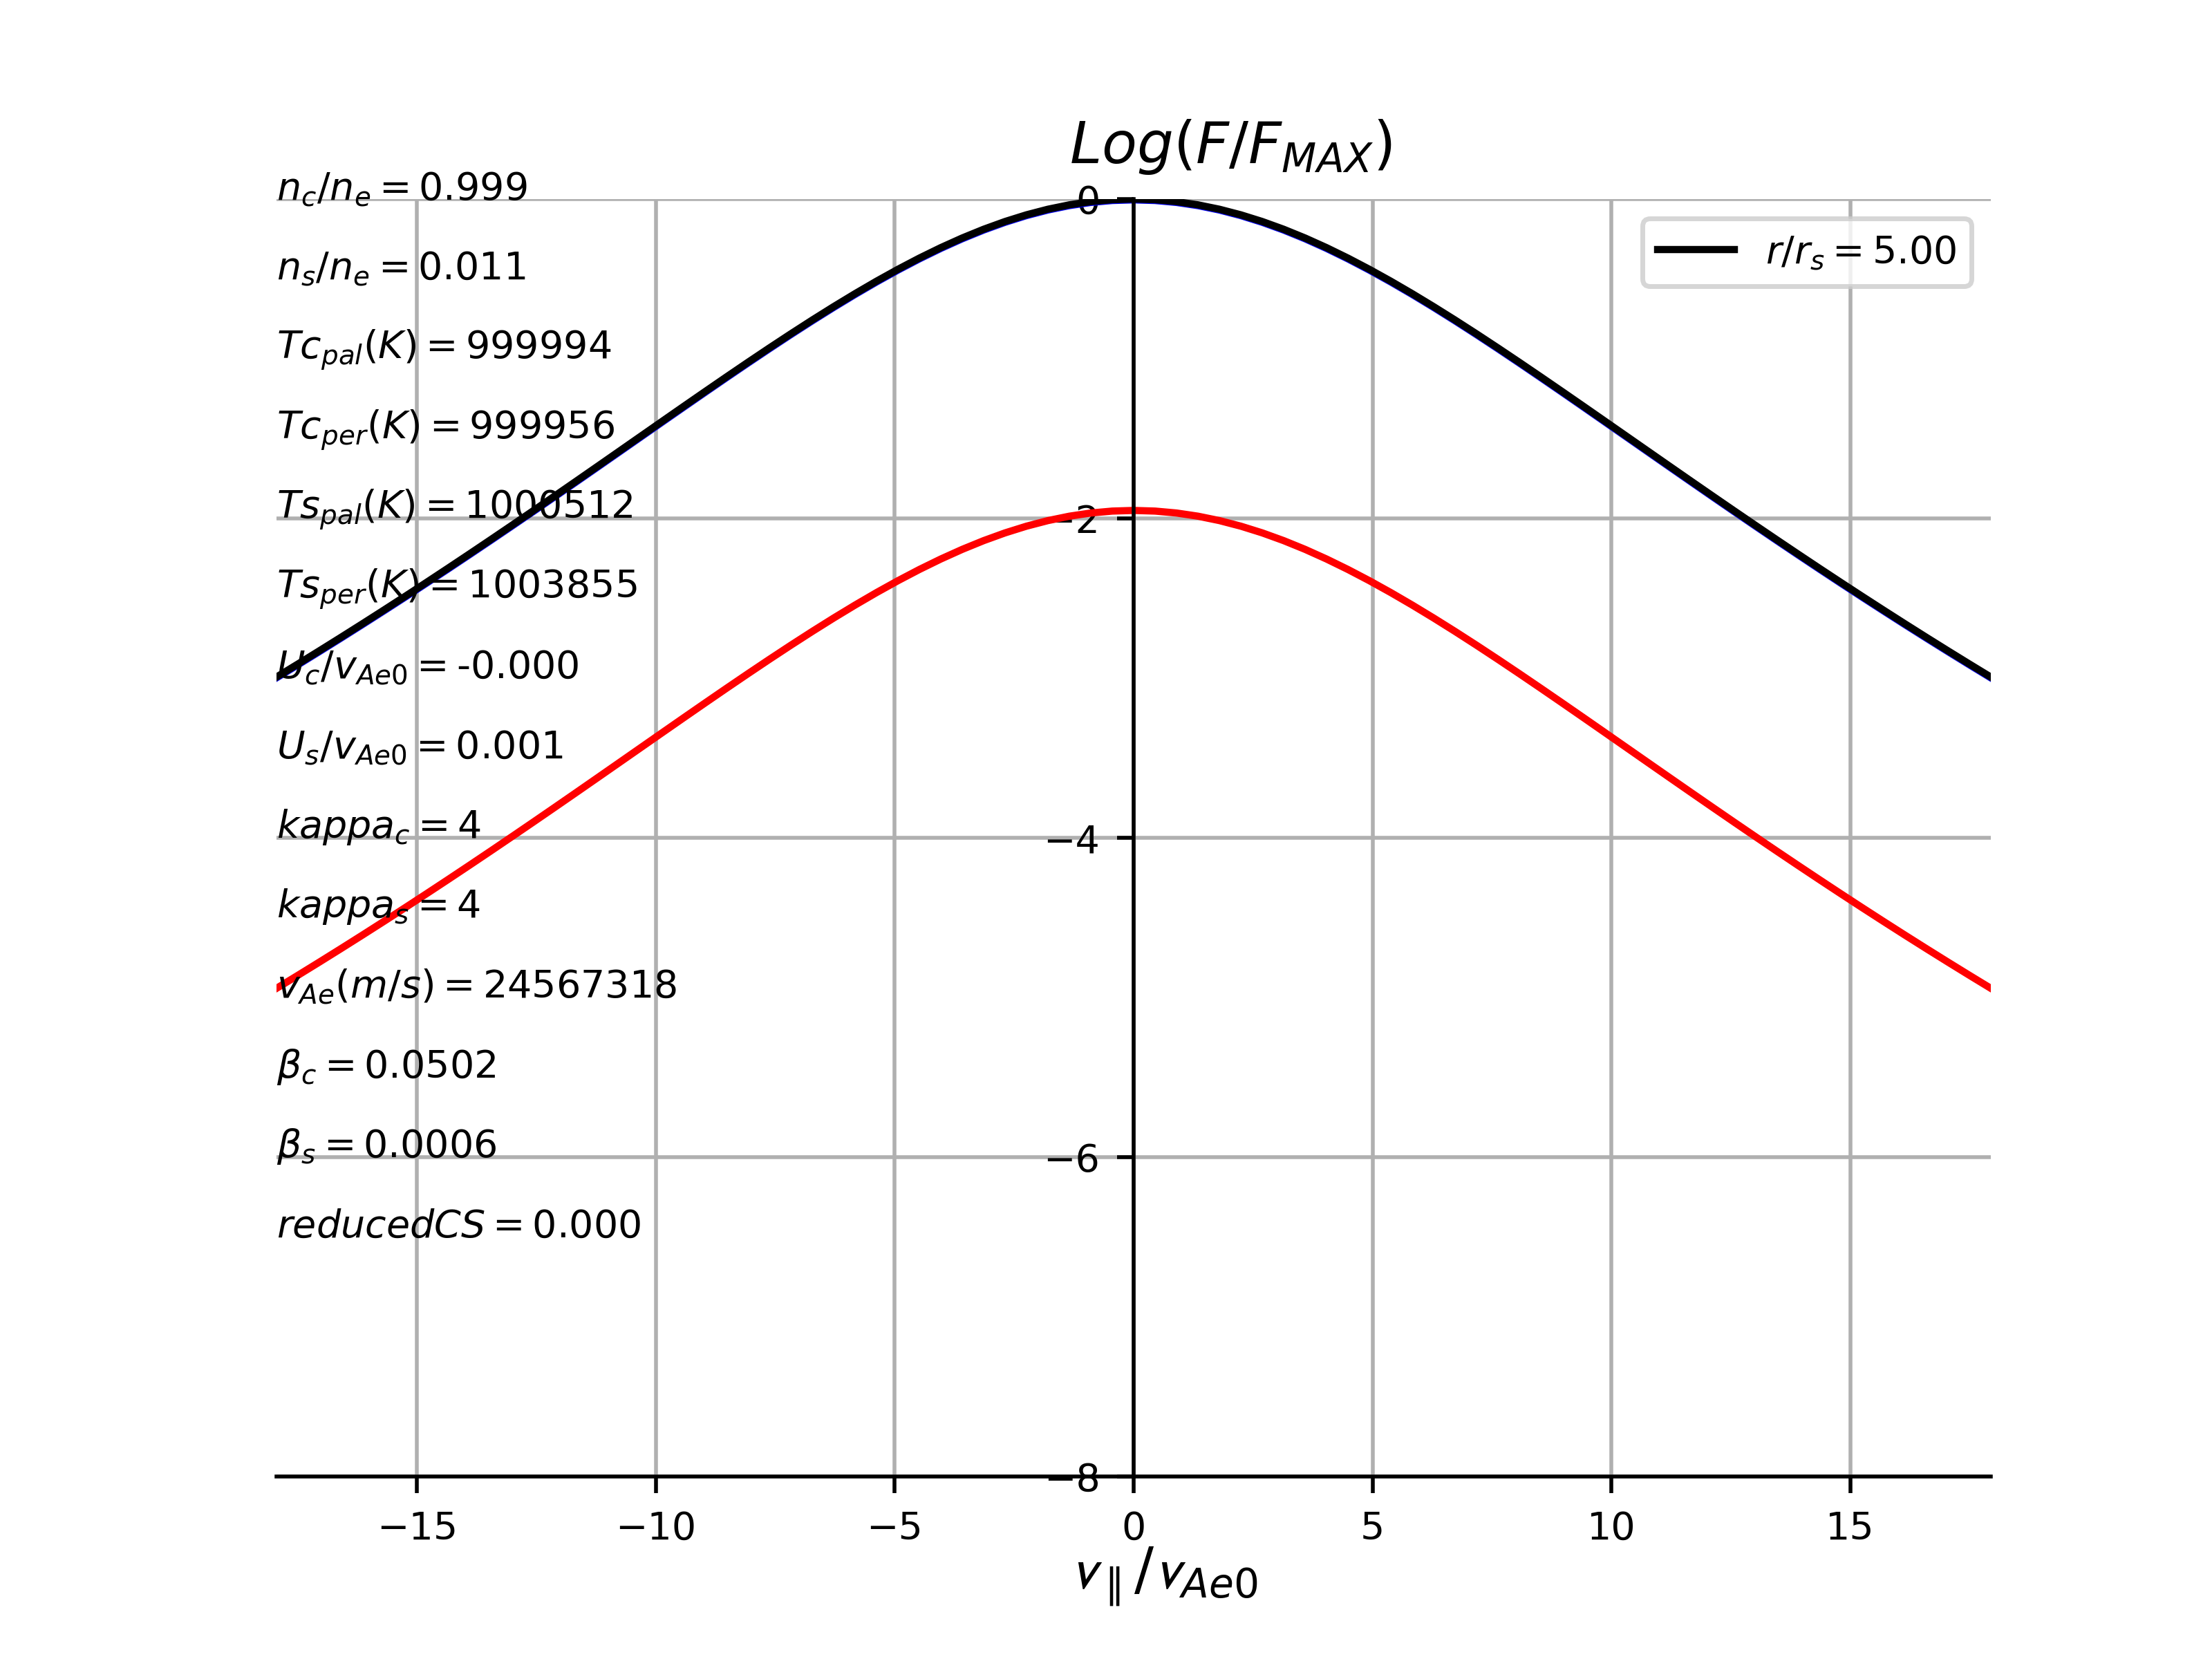 Log(F/F_MAX)
n_c/n_e = 0.999
n_s/n_e = 0.011
Tc_pal(K) = 999994
Tc_per(K) = 999956
Ts_pal(K) = 1000512
Ts_per(K) = 1003855
U_c/v_Ae0 = -0.000
U_s/v_Ae0 = 0.001
kappa_c = 4
kappa_s = 4
v_Ae(m/s) = 24567318
β_c = 0.0502
β_s = 0.0006
reducedCS = 0.000
r/r_s = 5.00
0
−2
−4
−6
−8
−15 −10 −5 0 5 10 15
v_∥/v_Ae0